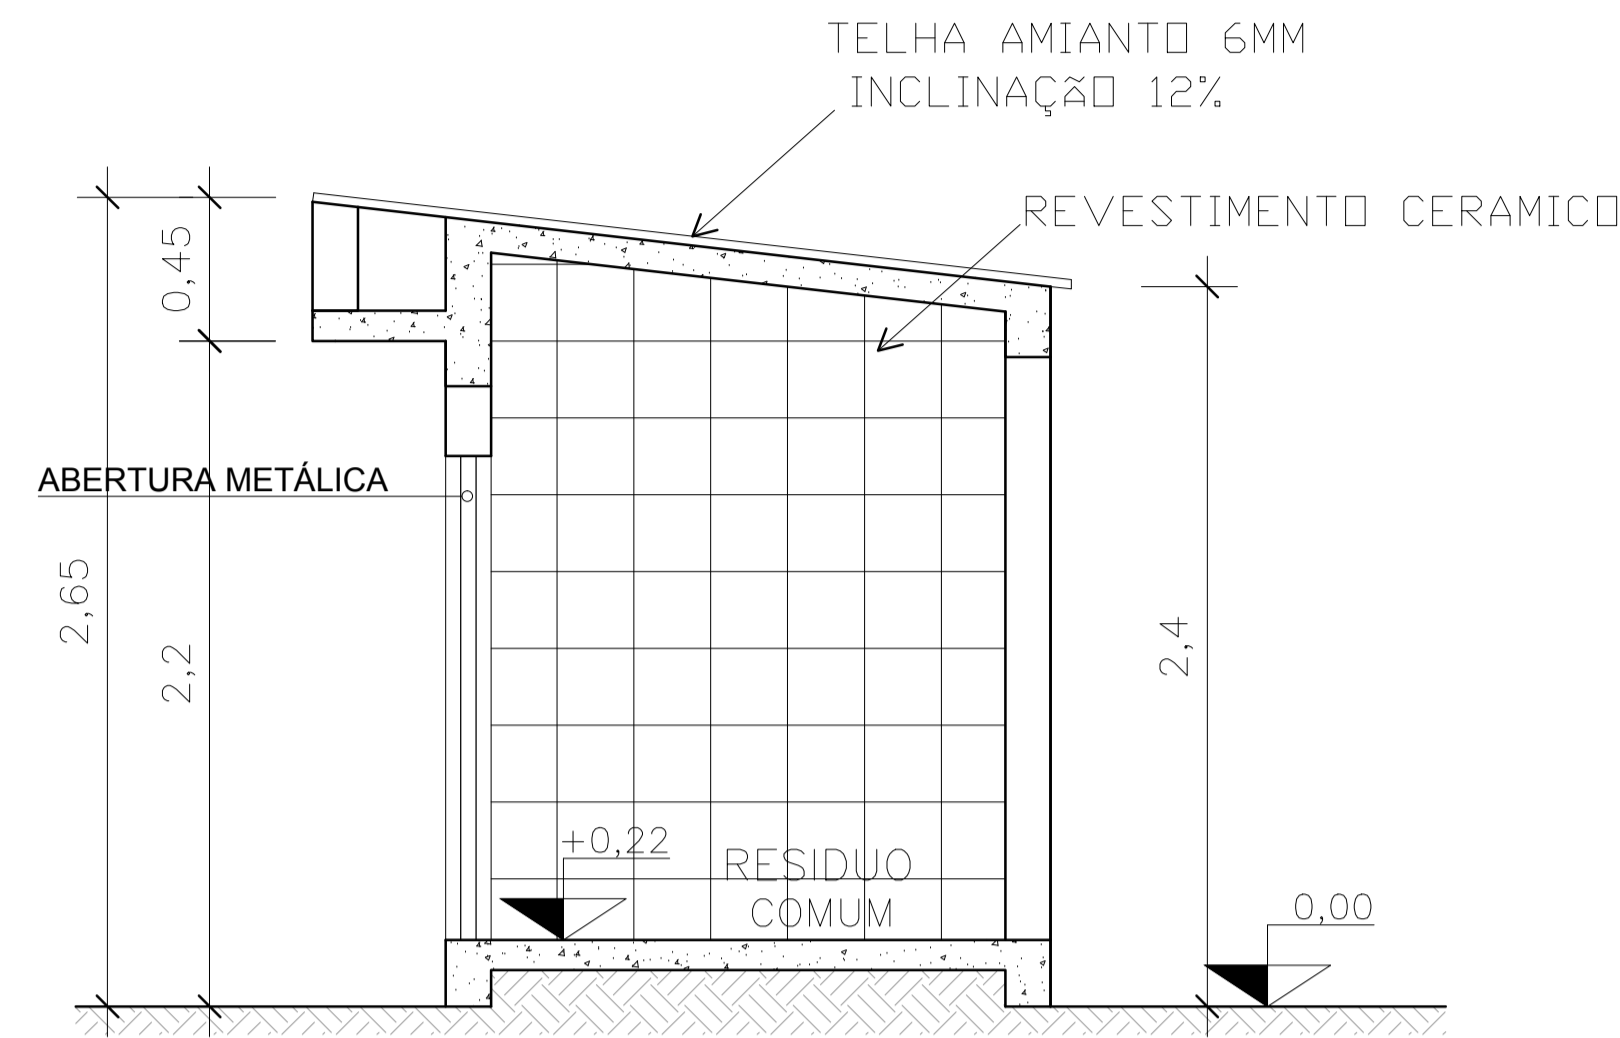 TELHA AMIANTO 6MM
INCLINAÇÃO 12%
REVESTIMENTO CERAMICO
0,45
ABERTURA METÁLICA
2,65
2,2
2,4
+0,22
RESIDUO
COMUM
0,00